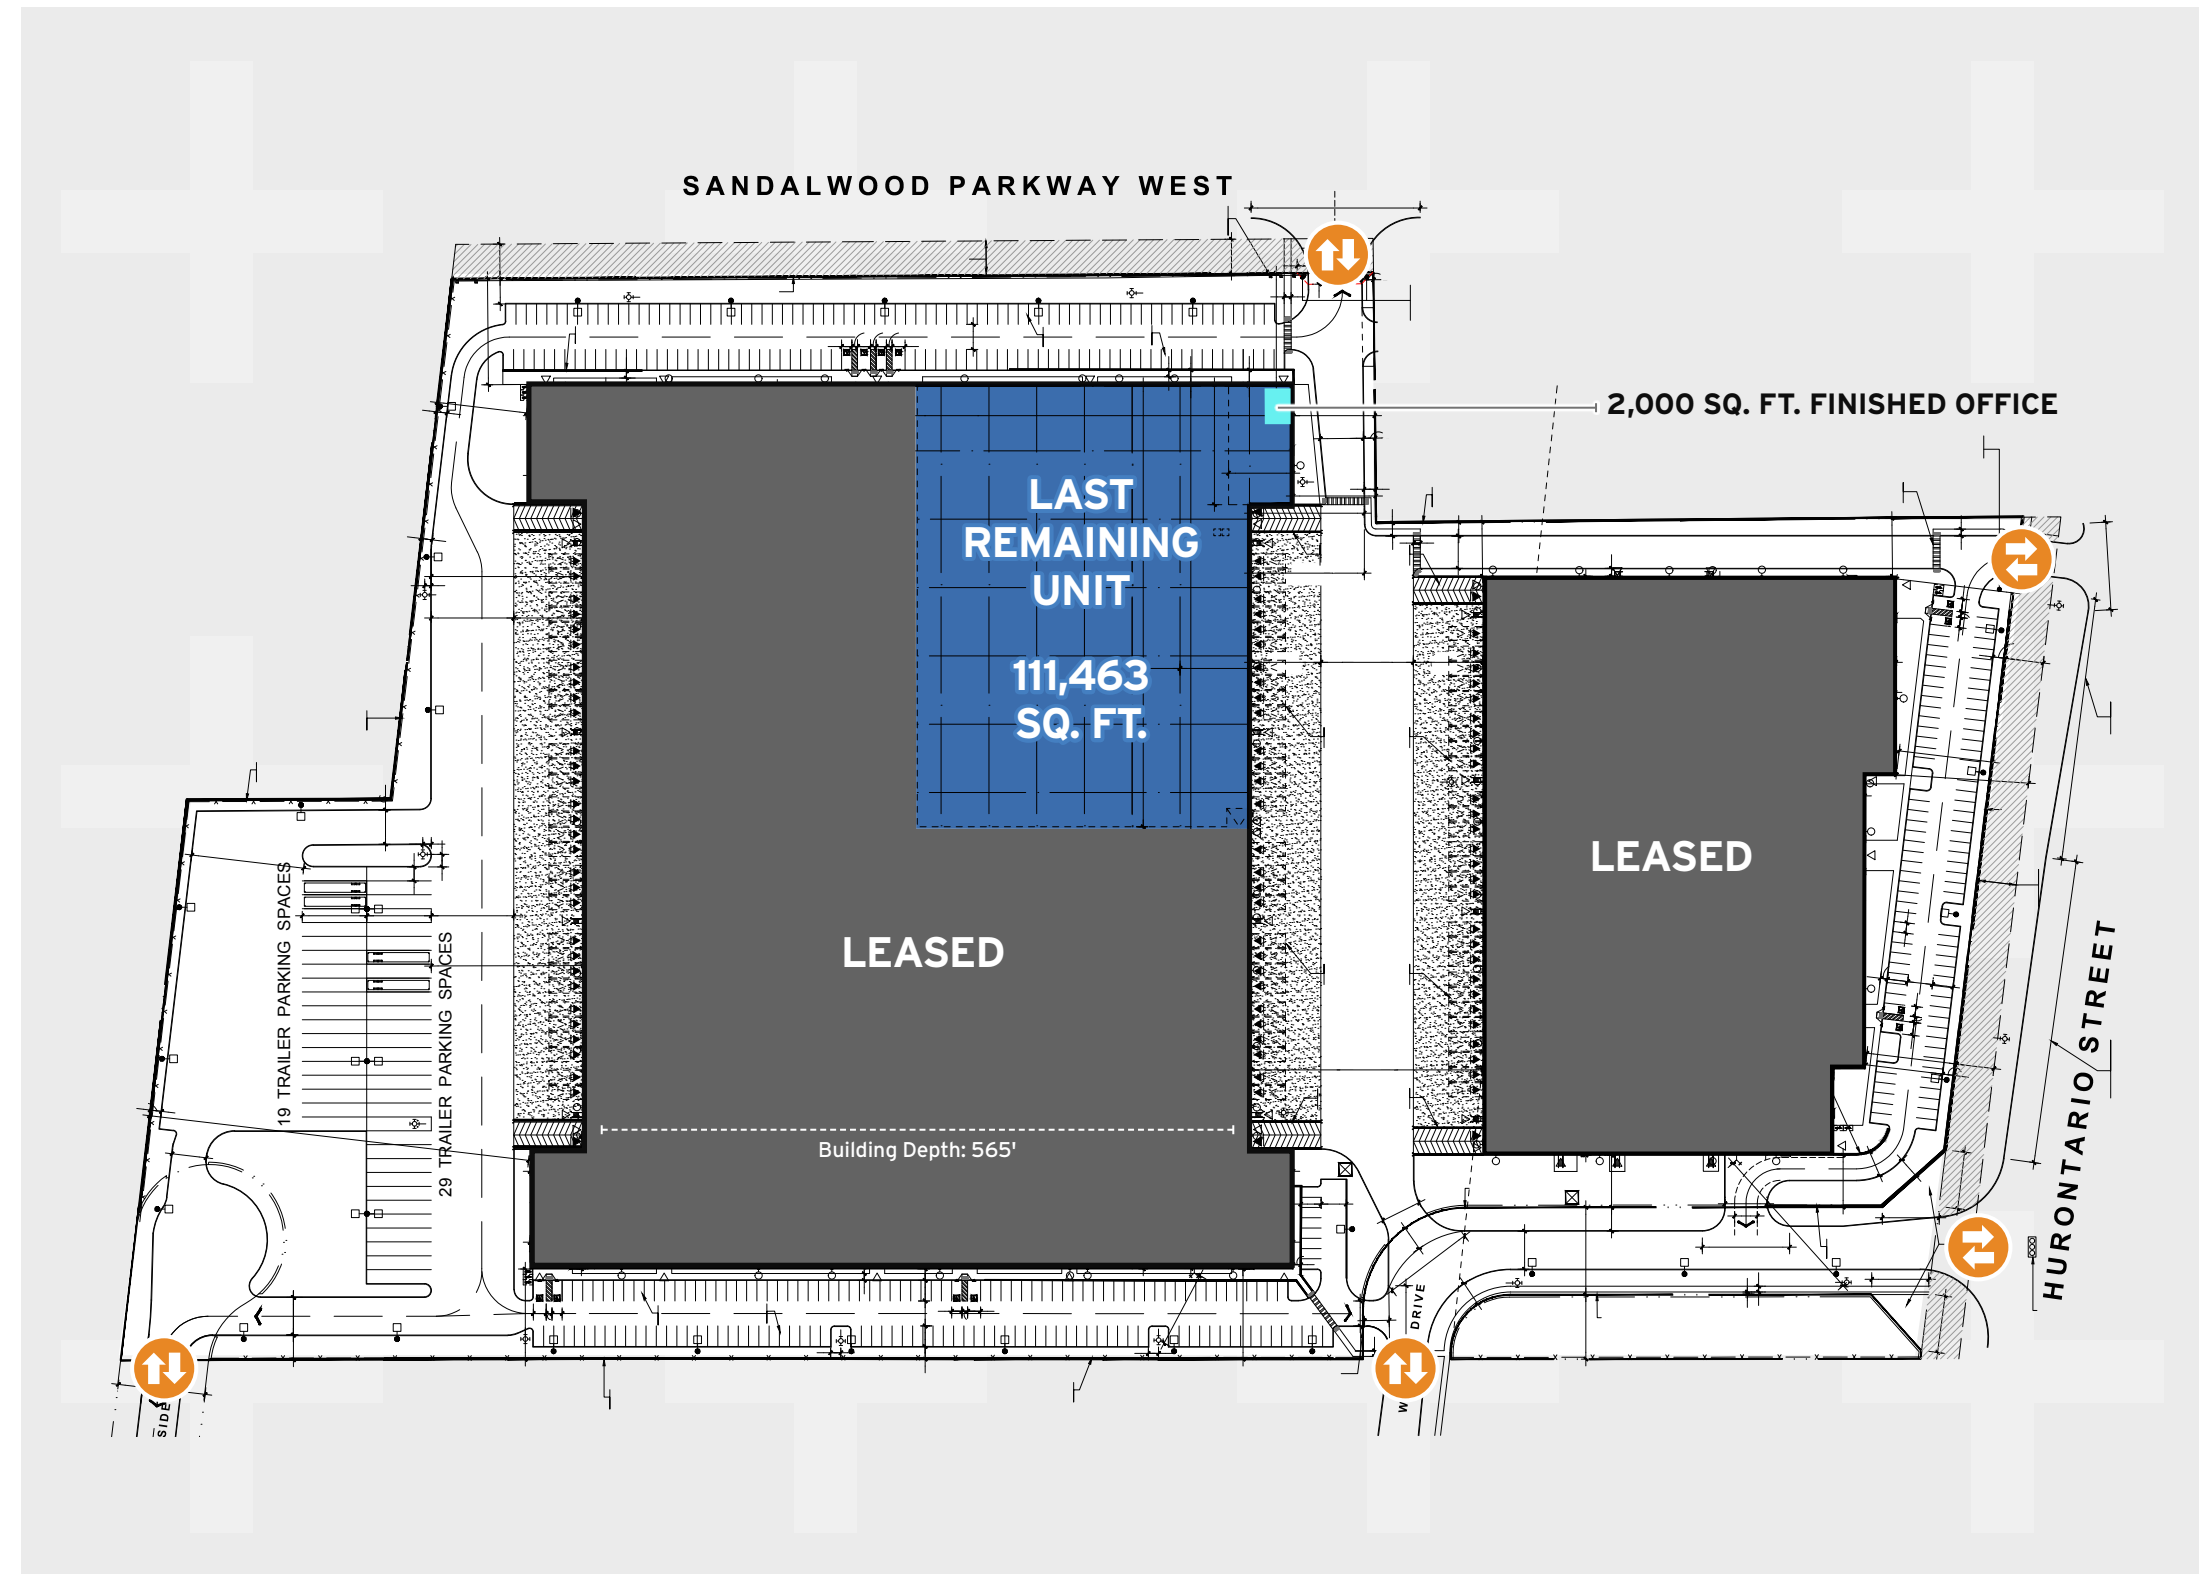 SANDALWOOD PARKWAY WEST
2,000 SQ. FT. FINISHED OFFICE
LAST
REMAINING
UNIT
111,463
SQ. FT.
LEASED
LEASED
19 TRAILER PARKING SPACES
29 TRAILER PARKING SPACES
HURONTARIO STREET
Building Depth: 565'
DRIVE
W
SIDE